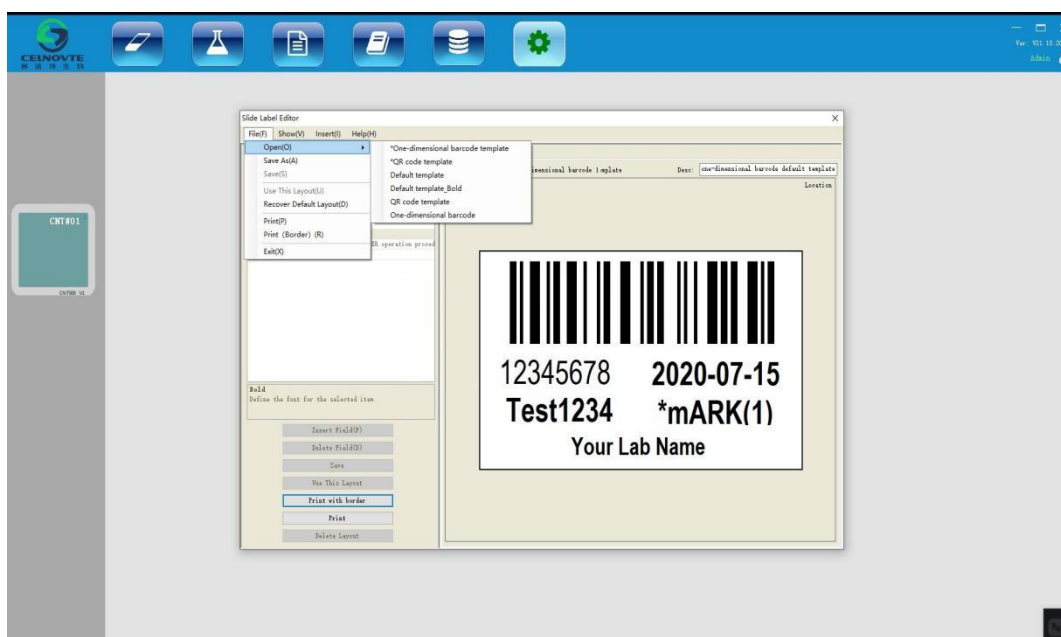 CELNOVTE
Ver: V21.10.20
Admin
CNT#01
Slide Label Editor
File(F) Show(V) Insert(I) Help(H)
Open(O)
Save As(A)
Save(S)
Use This Layout(U)
Recover Default Layout(D)
Print(P)
Print (Border) (R)
Exit(X)
*One-dimensional barcode template
*QR code template
Default template
Default template_Bold
QR code template
One-dimensional barcode
Desc: one-dimensional barcode default template
Location
operation proced
12345678 2020-07-15
Test1234 *mARK(1)
Your Lab Name
Bold
Define the font for the selected item
Insert Field(P)
Delete Field(D)
Save
Use This Layout
Print with border
Print
Delete Layout